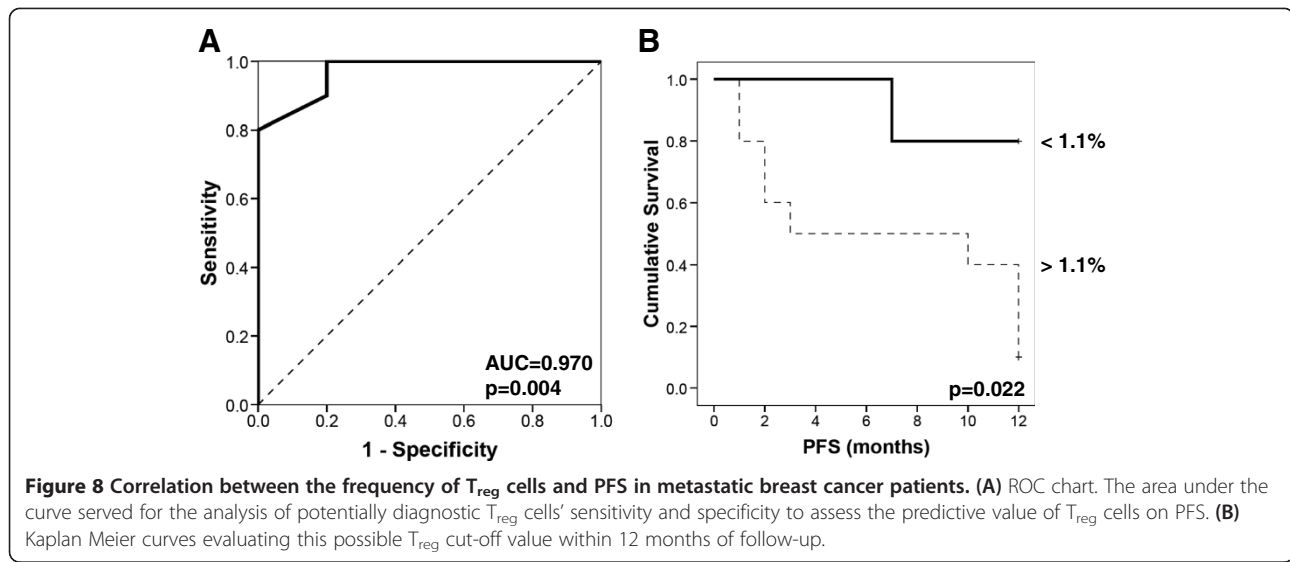 A
B
1.0
0.8
0.6
0.4
0.2
0.0
Sensitivity
0.0 0.2 0.4 0.6 0.8 1.0
1 - Specificity
AUC=0.970
p=0.004
1.0
0.8
0.6
0.4
0.2
0.0
Cumulative Survival
0 2 4 6 8 10 12
PFS (months)
< 1.1%
> 1.1%
p=0.022
Figure 8 Correlation between the frequency of Treg cells and PFS in metastatic breast cancer patients. (A) ROC chart. The area under the
curve served for the analysis of potentially diagnostic Treg cells' sensitivity and specificity to assess the predictive value of Treg cells on PFS. (B)
Kaplan Meier curves evaluating this possible Treg cut-off value within 12 months of follow-up.